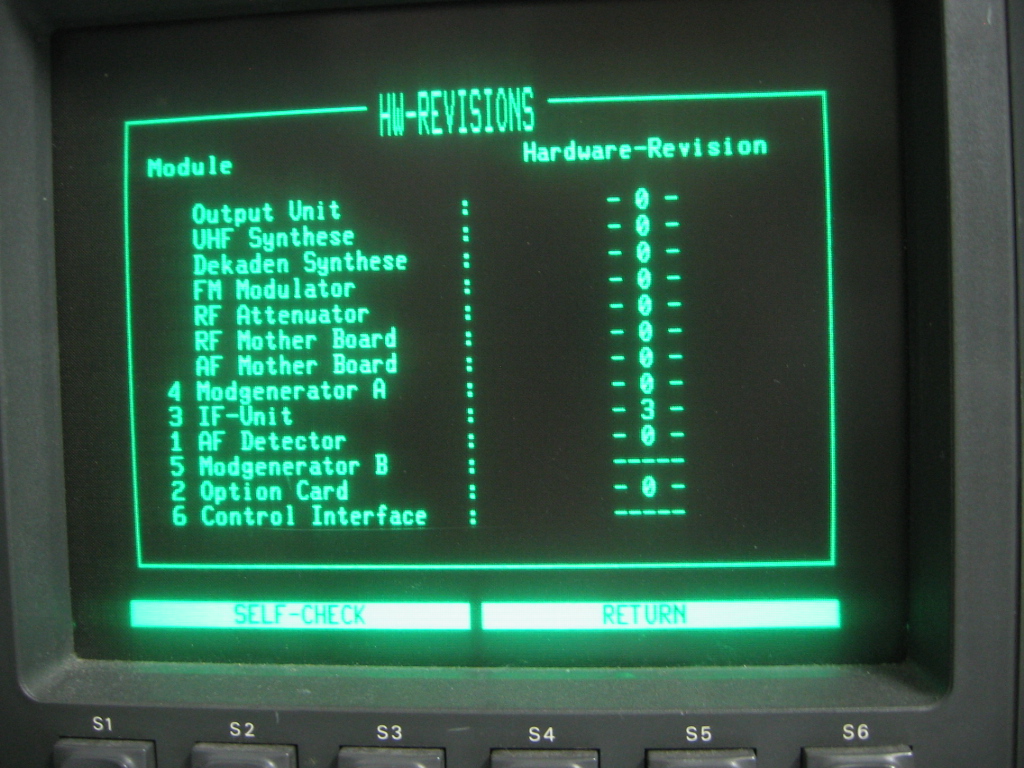 HW-REVISIONS
Module Hardware-Revision
Output Unit : - 0 -
VHF Synthese : - 0 -
Dekaden Synthese : - 0 -
FM Modulator : - 0 -
RF Attenuator : - 0 -
RF Mother Board : - 0 -
AF Mother Board : - 0 -
4 Modgenerator A : - 0 -
3 IF-Unit : - 3 -
1 AF Detector : - 0 -
5 Modgenerator B : -----
2 Option Card : - 0 -
6 Control Interface : -----
SELF-CHECK RETURN
S1 S2 S3 S4 S5 S6